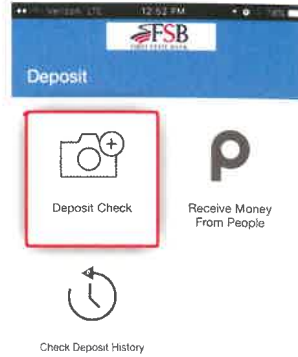 Verizon LTE 12:52 PM
FSB
FIRST STATE BANK
Deposit
Deposit Check
Receive Money
From People
Check Deposit History